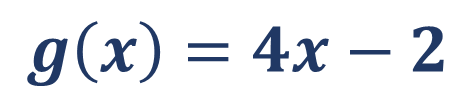 g(x) = 4x − 2